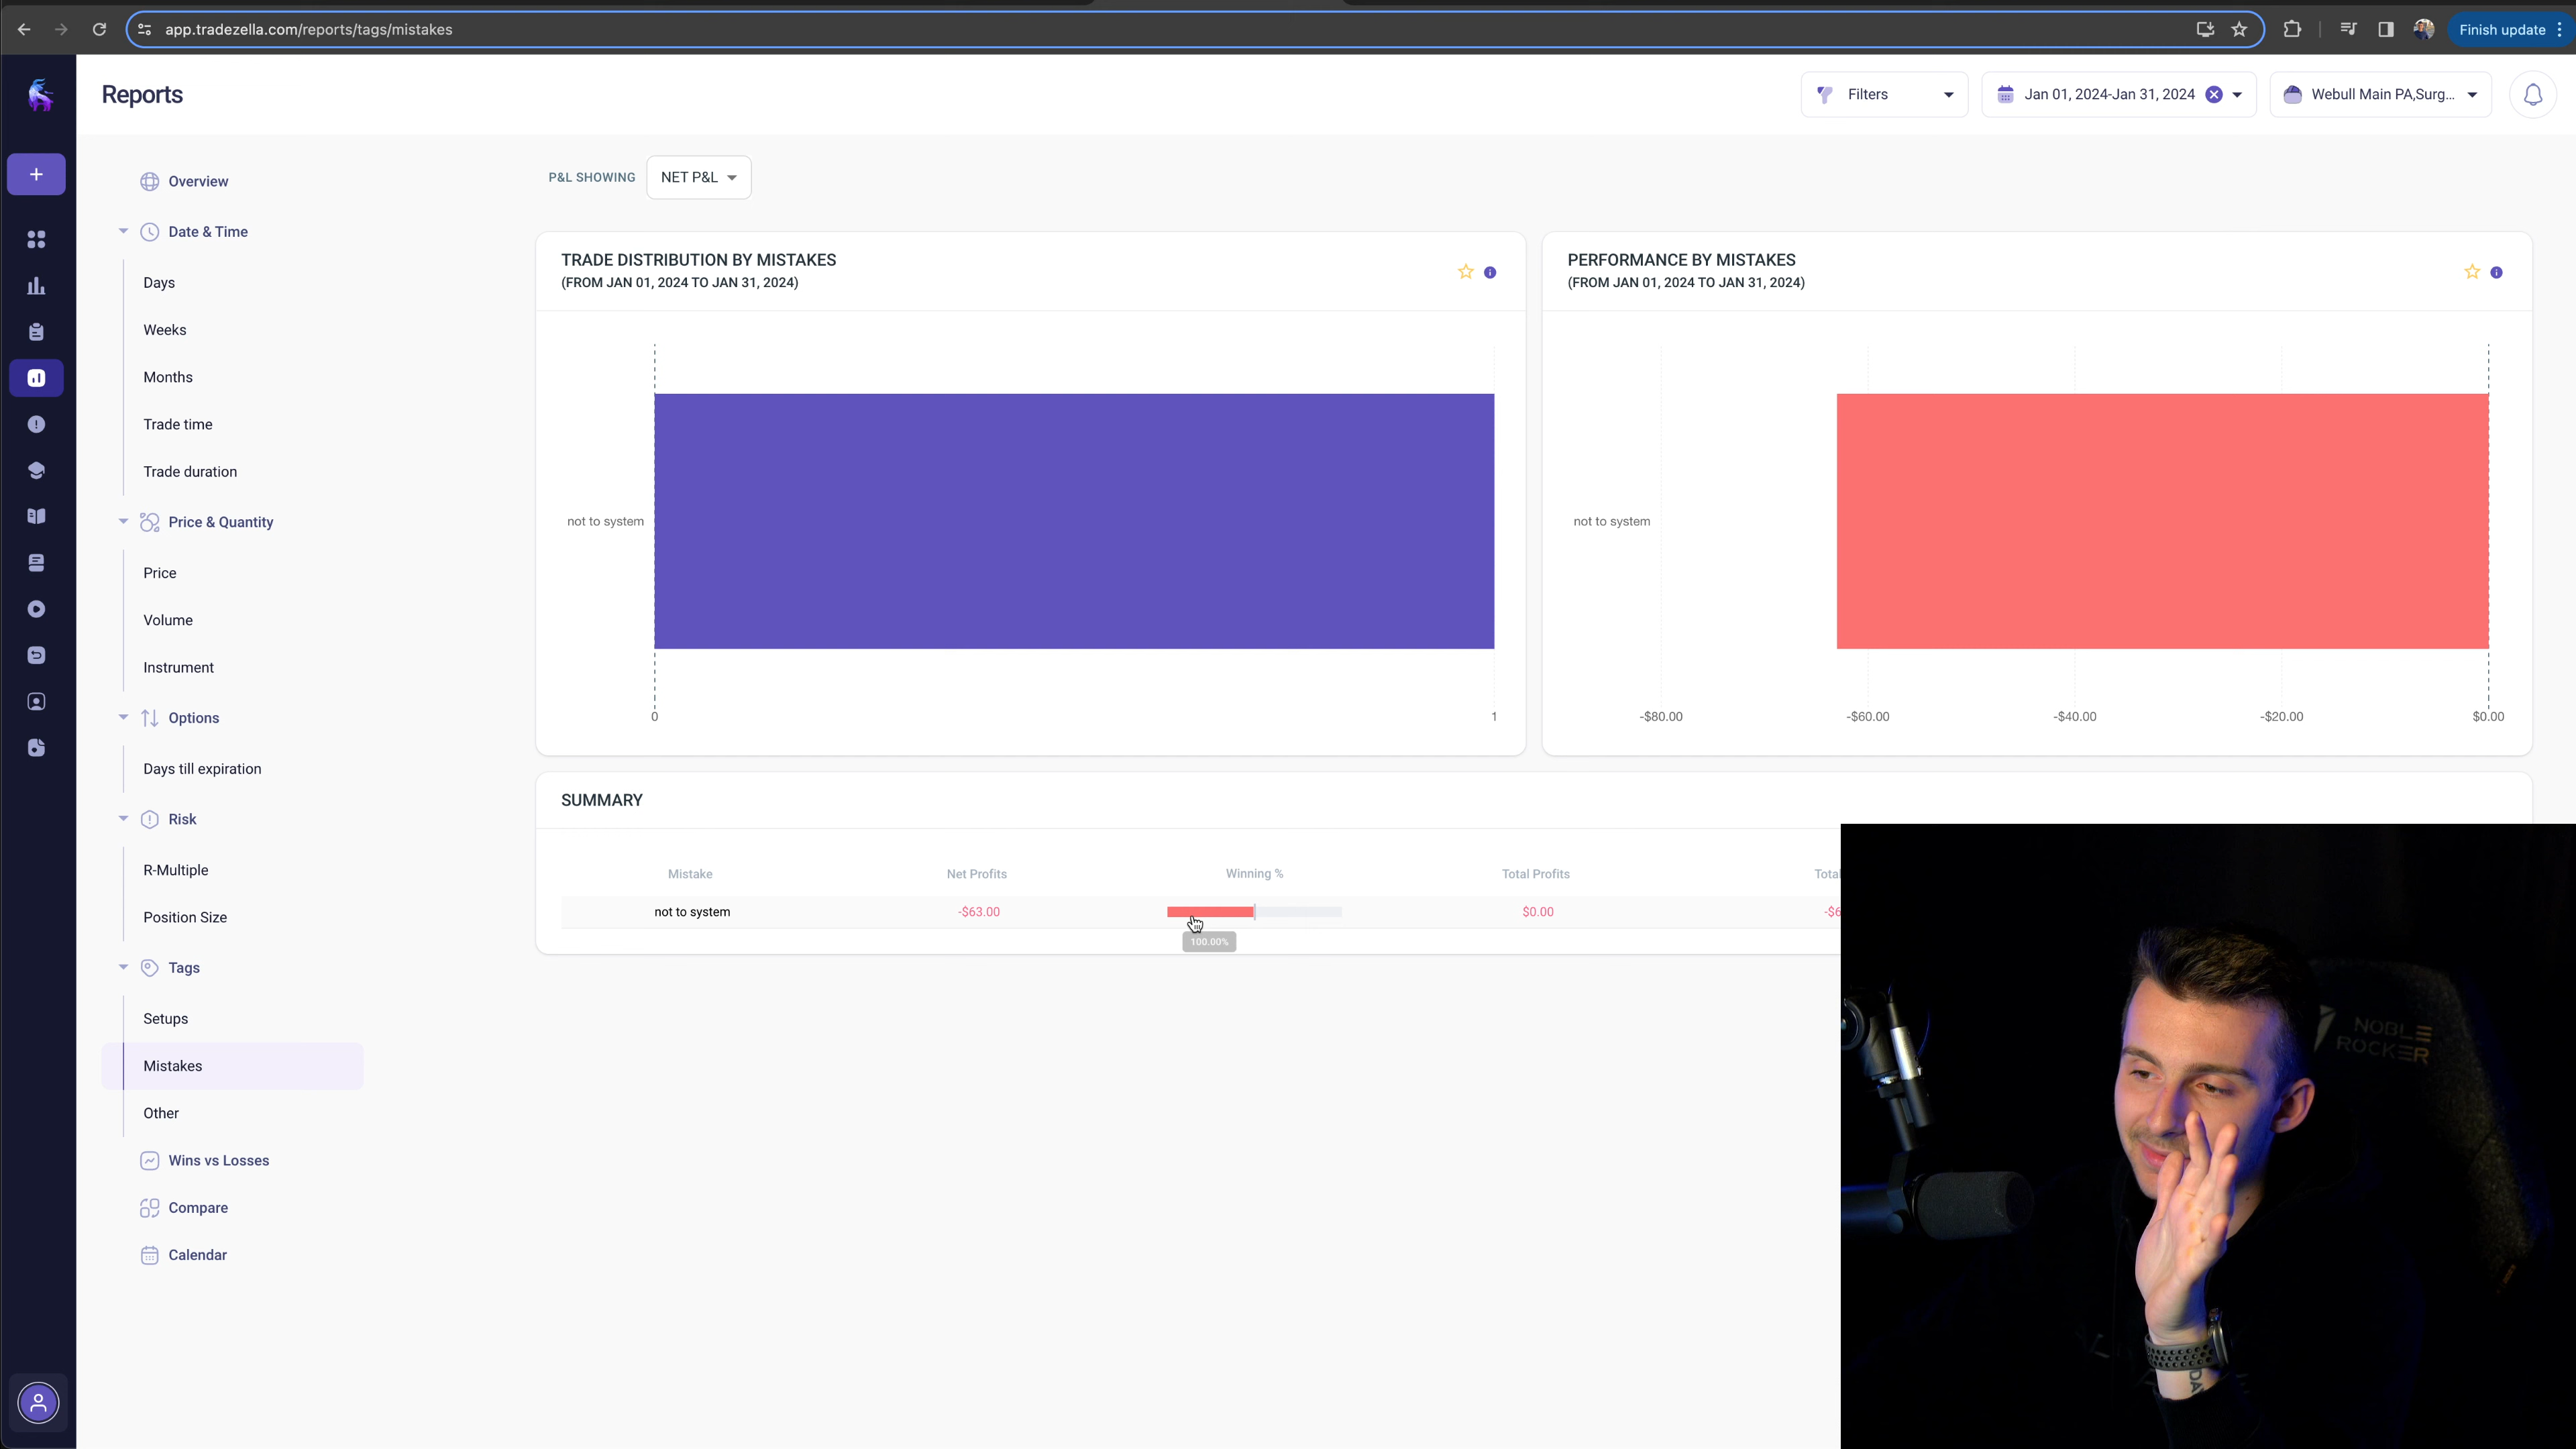 app.tradezella.com/reports/tags/mistakes
Finish update
Reports
Filters
Jan 01, 2024-Jan 31, 2024
Webull Main PA,Surg...
Overview
Date & Time
Days
Weeks
Months
Trade time
Trade duration
Price & Quantity
Price
Volume
Instrument
Options
Days till expiration
Risk
R-Multiple
Position Size
Tags
Setups
Mistakes
Other
Wins vs Losses
Compare
Calendar
P&L SHOWING
NET P&L
TRADE DISTRIBUTION BY MISTAKES
(FROM JAN 01, 2024 TO JAN 31, 2024)
not to system
0 1
PERFORMANCE BY MISTAKES
(FROM JAN 01, 2024 TO JAN 31, 2024)
not to system
-$80.00 -$60.00 -$40.00 -$20.00 $0.00
SUMMARY
Mistake Net Profits Winning % Total Profits Total
not to system -$63.00 $0.00 -$6
100.00%
NOBLE
ROCKER